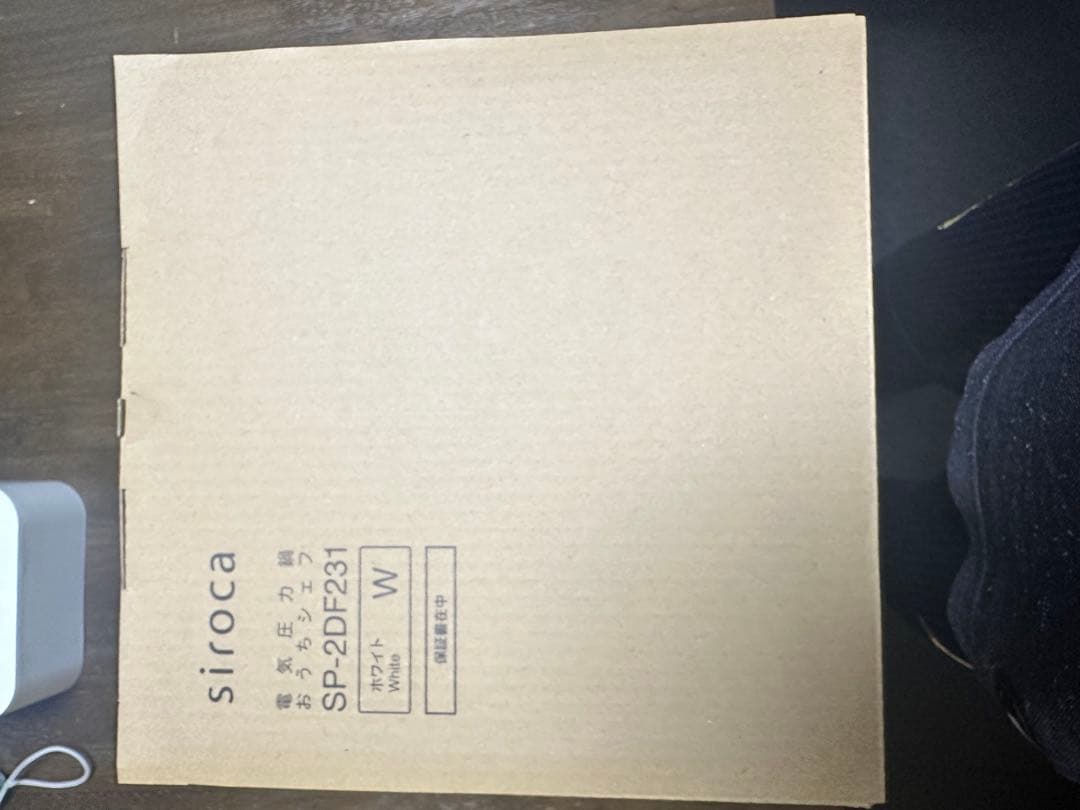 siroca
電気圧力鍋
おうちシェフ
SP-2DF231
ホワイト W
White
保証書在中